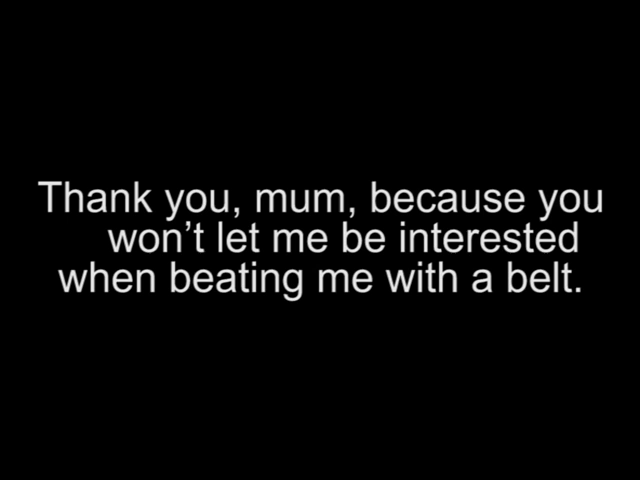 Thank you, mum, because you
won’t let me be interested
when beating me with a belt.